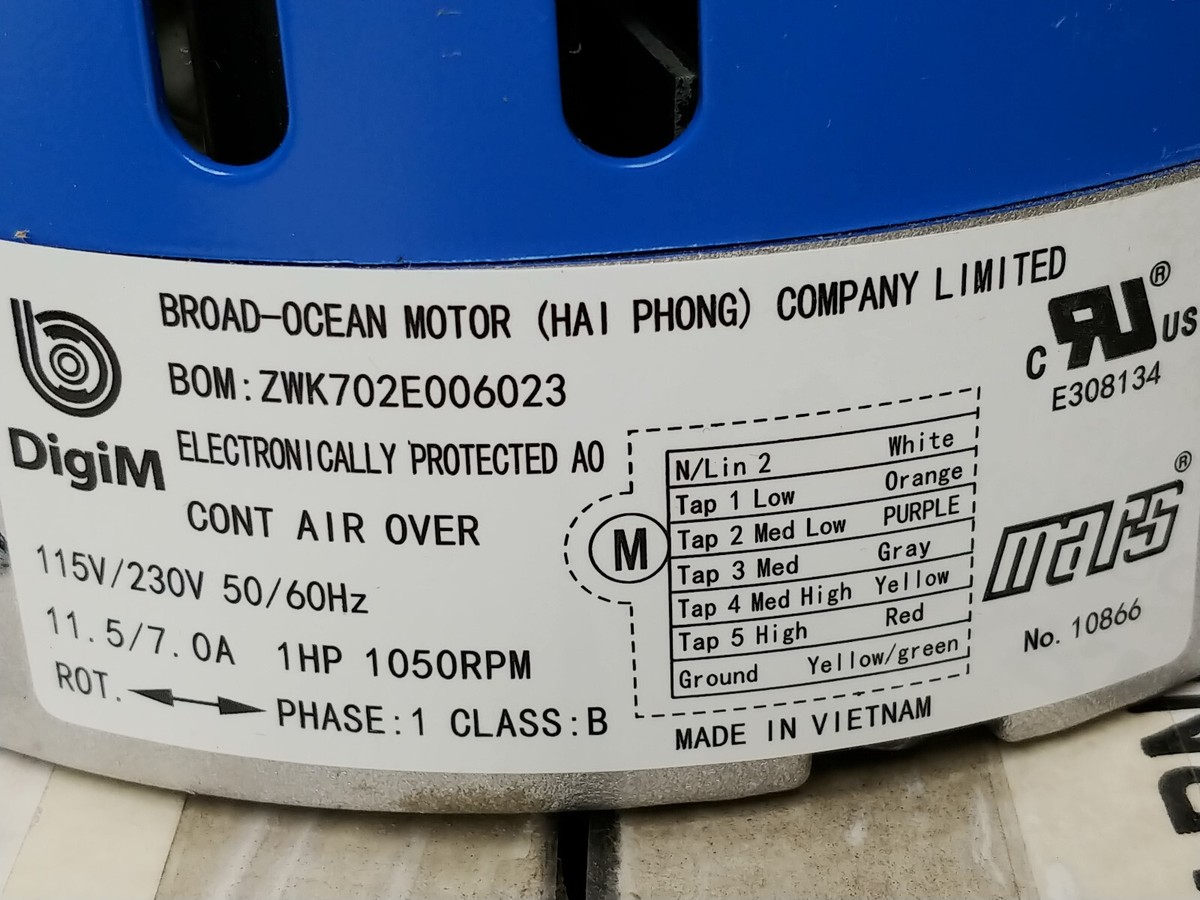 BROAD-OCEAN MOTOR (HAI PHONG) COMPANY LIMITED
BOM:ZWK702E006023
DigiM
ELECTRONICALLY PROTECTED AO
CONT AIR OVER
115V/230V 50/60Hz
11.5/7.0A 1HP 1050RPM
ROT.
PHASE:1 CLASS:B
M
N/Lin 2 White
Tap 1 Low Orange
Tap 2 Med Low PURPLE
Tap 3 Med Gray
Tap 4 Med High Yellow
Tap 5 High Red
Ground Yellow/green
MADE IN VIETNAM
C RU ® US
E308134
mars ®
No. 10866